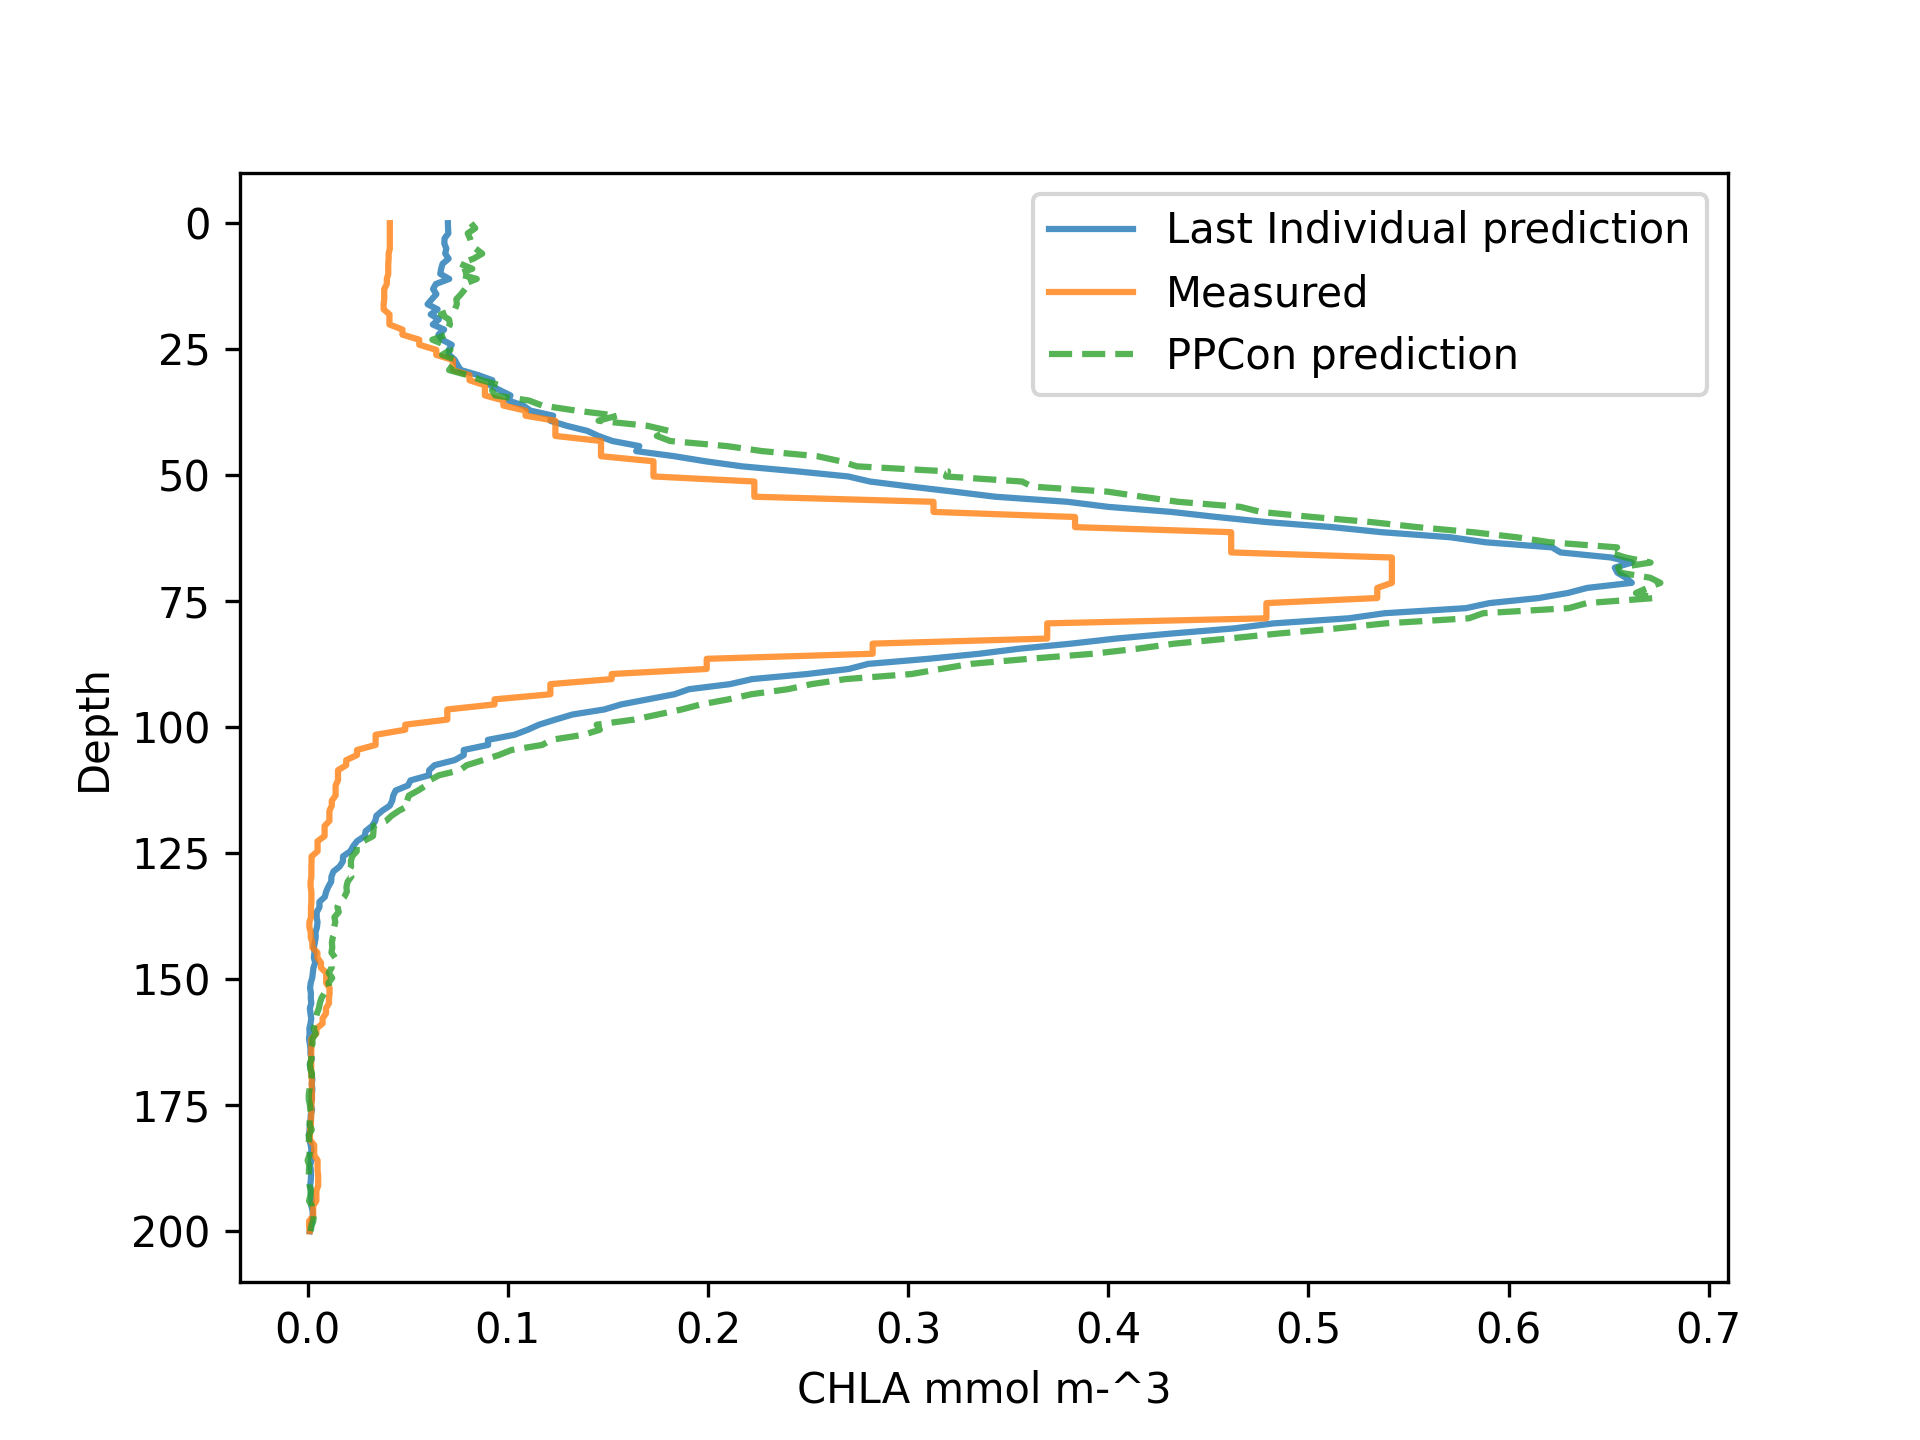 Last Individual prediction
Measured
PPCon prediction
0
25
50
75
100
125
150
175
200
Depth
0.0 0.1 0.2 0.3 0.4 0.5 0.6 0.7
CHLA mmol m-^3